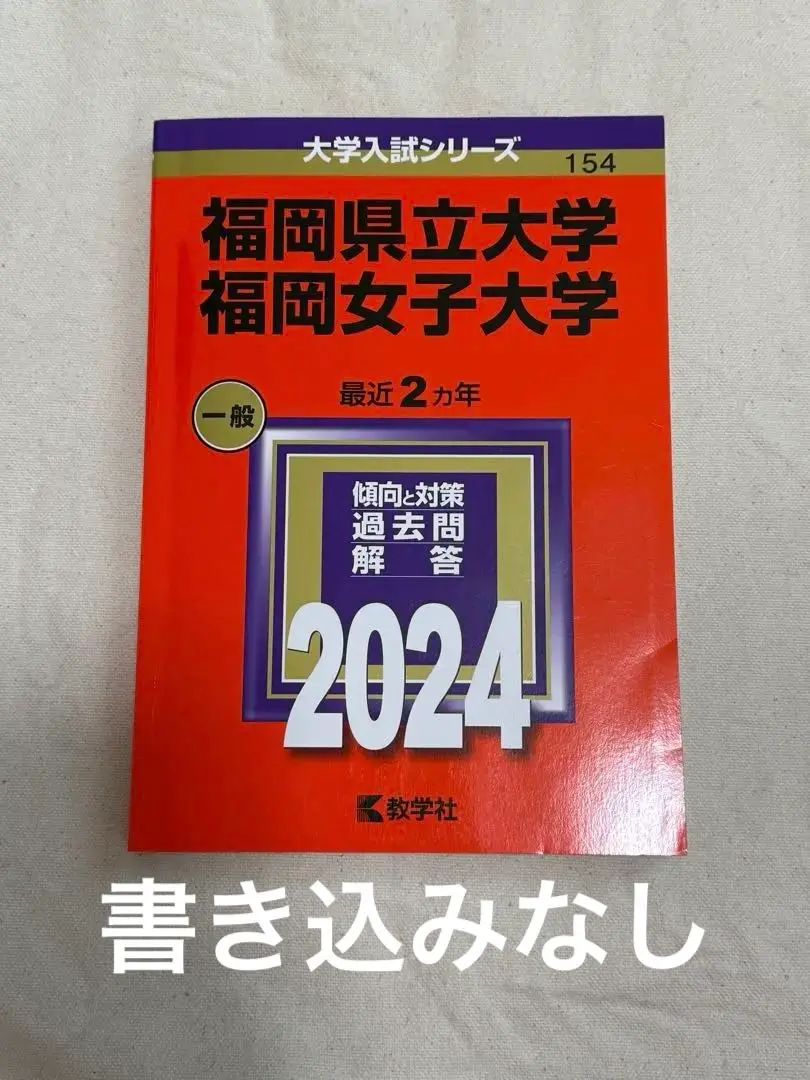 大学入試シリーズ
154
福岡県立大学
福岡女子大学
最近2カ年
一般
傾向と対策
過去問
解答
2024
教学社
書き込みなし